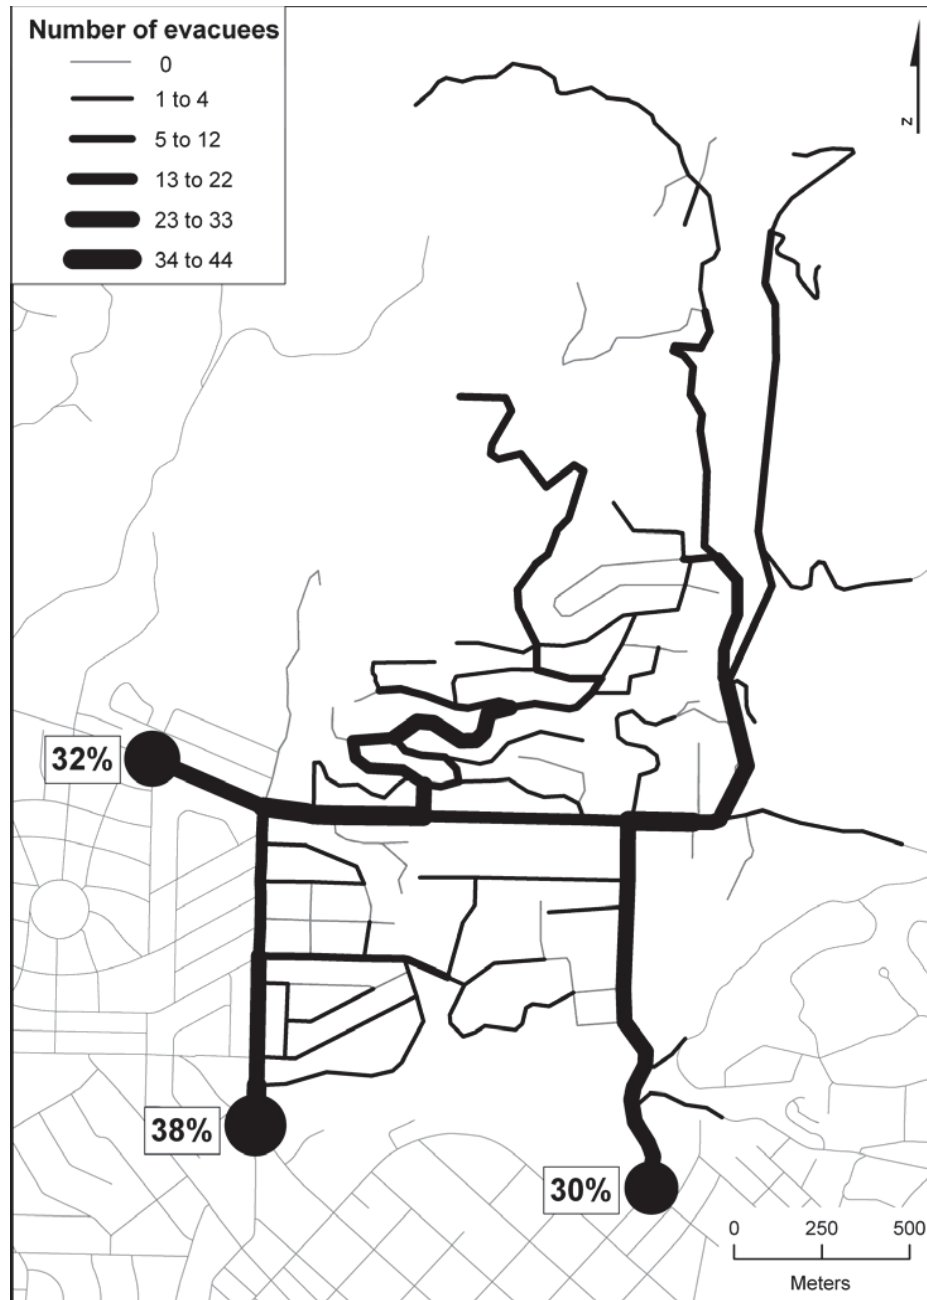 Number of evacuees
0
1 to 4
5 to 12
13 to 22
23 to 33
34 to 44
z
32%
38%
30%
0 250 500
Meters